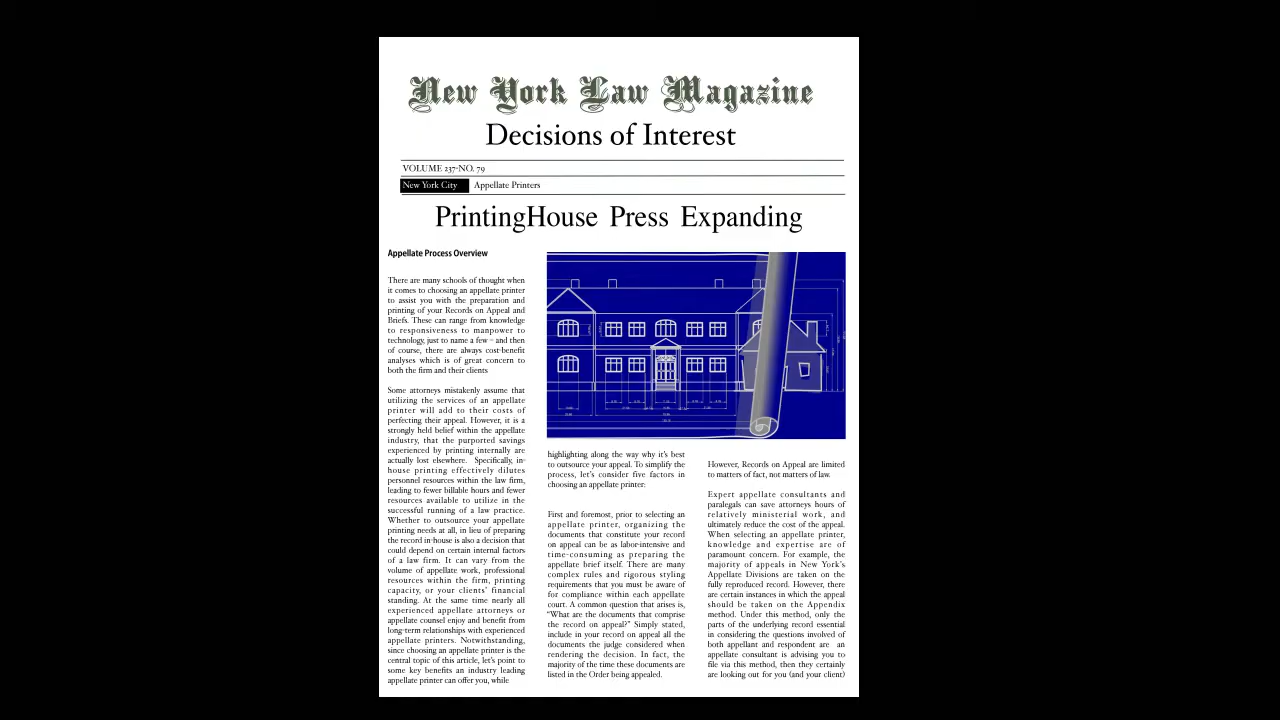 New York Law Magazine
Decisions of Interest
VOLUME 237-NO. 79
New York City Appellate Printers
PrintingHouse Press Expanding
Appellate Process Overview
There are many schools of thought when
it comes to choosing an appellate printer
to assist you with the preparation and
printing of your Records on Appeal and
Briefs. These can range from knowledge
to responsiveness to manpower to
technology, just to name a few – and then
of course, there are always cost-benefit
analyses which is of great concern to
both the firm and their clients
Some attorneys mistakenly assume that
utilizing the services of an appellate
printer will add to their costs of
perfecting their appeal. However, it is a
strongly held belief within the appellate
industry, that the purported savings
experienced by printing internally are
actually lost elsewhere. Specifically, in-
house printing effectively dilutes
personnel resources within the law firm,
leading to fewer billable hours and fewer
resources available to utilize in the
successful running of a law practice.
Whether to outsource your appellate
printing needs at all, in lieu of preparing
the record in-house is also a decision that
could depend on certain internal factors
of a law firm. It can vary from the
volume of appellate work, professional
resources within the firm, printing
capacity, or your clients' financial
standing. At the same time nearly all
experienced appellate attorneys or
appellate counsel enjoy and benefit from
long-term relationships with experienced
appellate printers. Notwithstanding,
since choosing an appellate printer is the
central topic of this article, let's point to
some key benefits an industry leading
appellate printer can offer you, while
highlighting along the way why it's best
to outsource your appeal. To simplify the
process, let's consider five factors in
choosing an appellate printer:
First and foremost, prior to selecting an
appellate printer, organizing the
documents that constitute your record
on appeal can be as labor-intensive and
time-consuming as preparing the
appellate brief itself. There are many
complex rules and rigorous styling
requirements that you must be aware of
for compliance within each appellate
court. A common question that arises is,
"What are the documents that comprise
the record on appeal?" Simply stated,
include in your record on appeal all the
documents the judge considered when
rendering the decision. In fact, the
majority of the time these documents are
listed in the Order being appealed.
However, Records on Appeal are limited
to matters of fact, not matters of law.
Expert appellate consultants and
paralegals can save attorneys hours of
relatively ministerial work, and
ultimately reduce the cost of the appeal.
When selecting an appellate printer,
knowledge and expertise are of
paramount concern. For example, the
majority of appeals in New York's
Appellate Divisions are taken on the
fully reproduced record. However, there
are certain instances in which the appeal
should be taken on the Appendix
method. Under this method, only the
parts of the underlying record essential
in considering the questions involved of
both appellant and respondent are an
appellate consultant is advising you to
file via this method, then they certainly
are looking out for you (and your client)